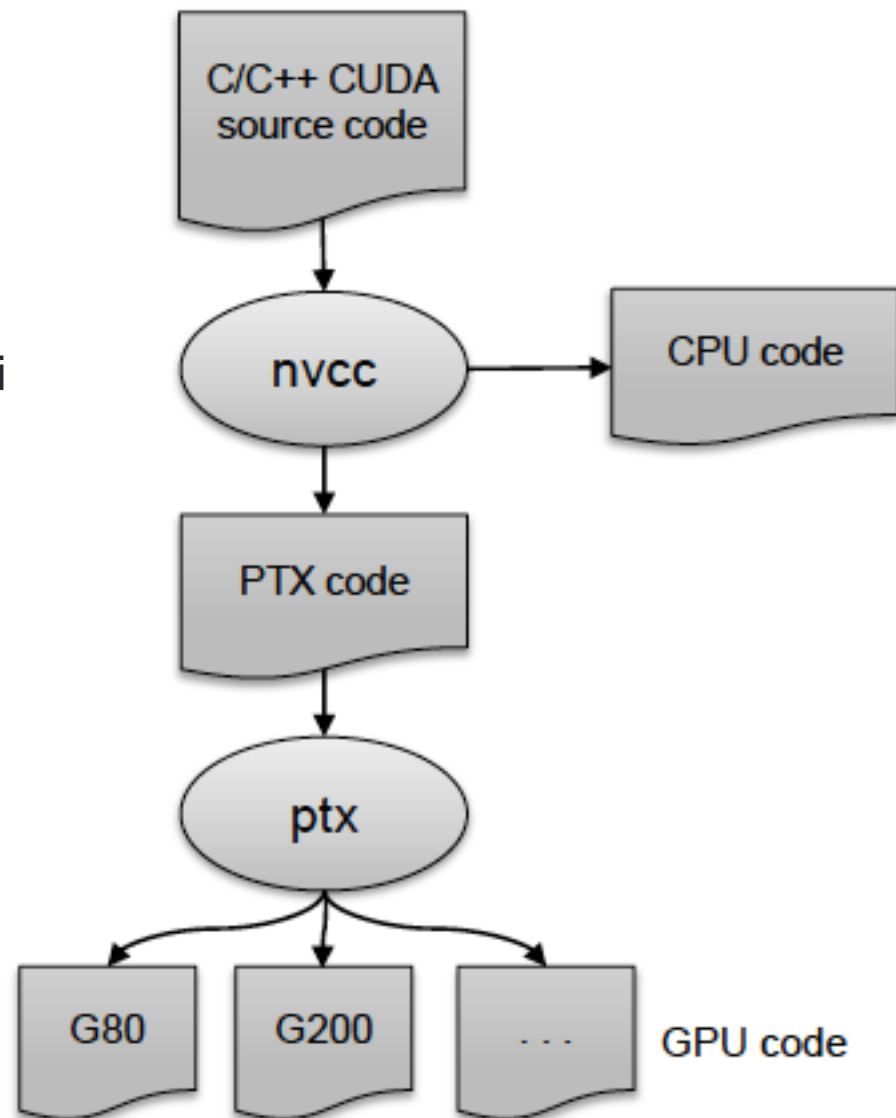 C/C++ CUDA
source code
i
nvcc
CPU code
PTX code
ptx
G80
G200
. . .
GPU code